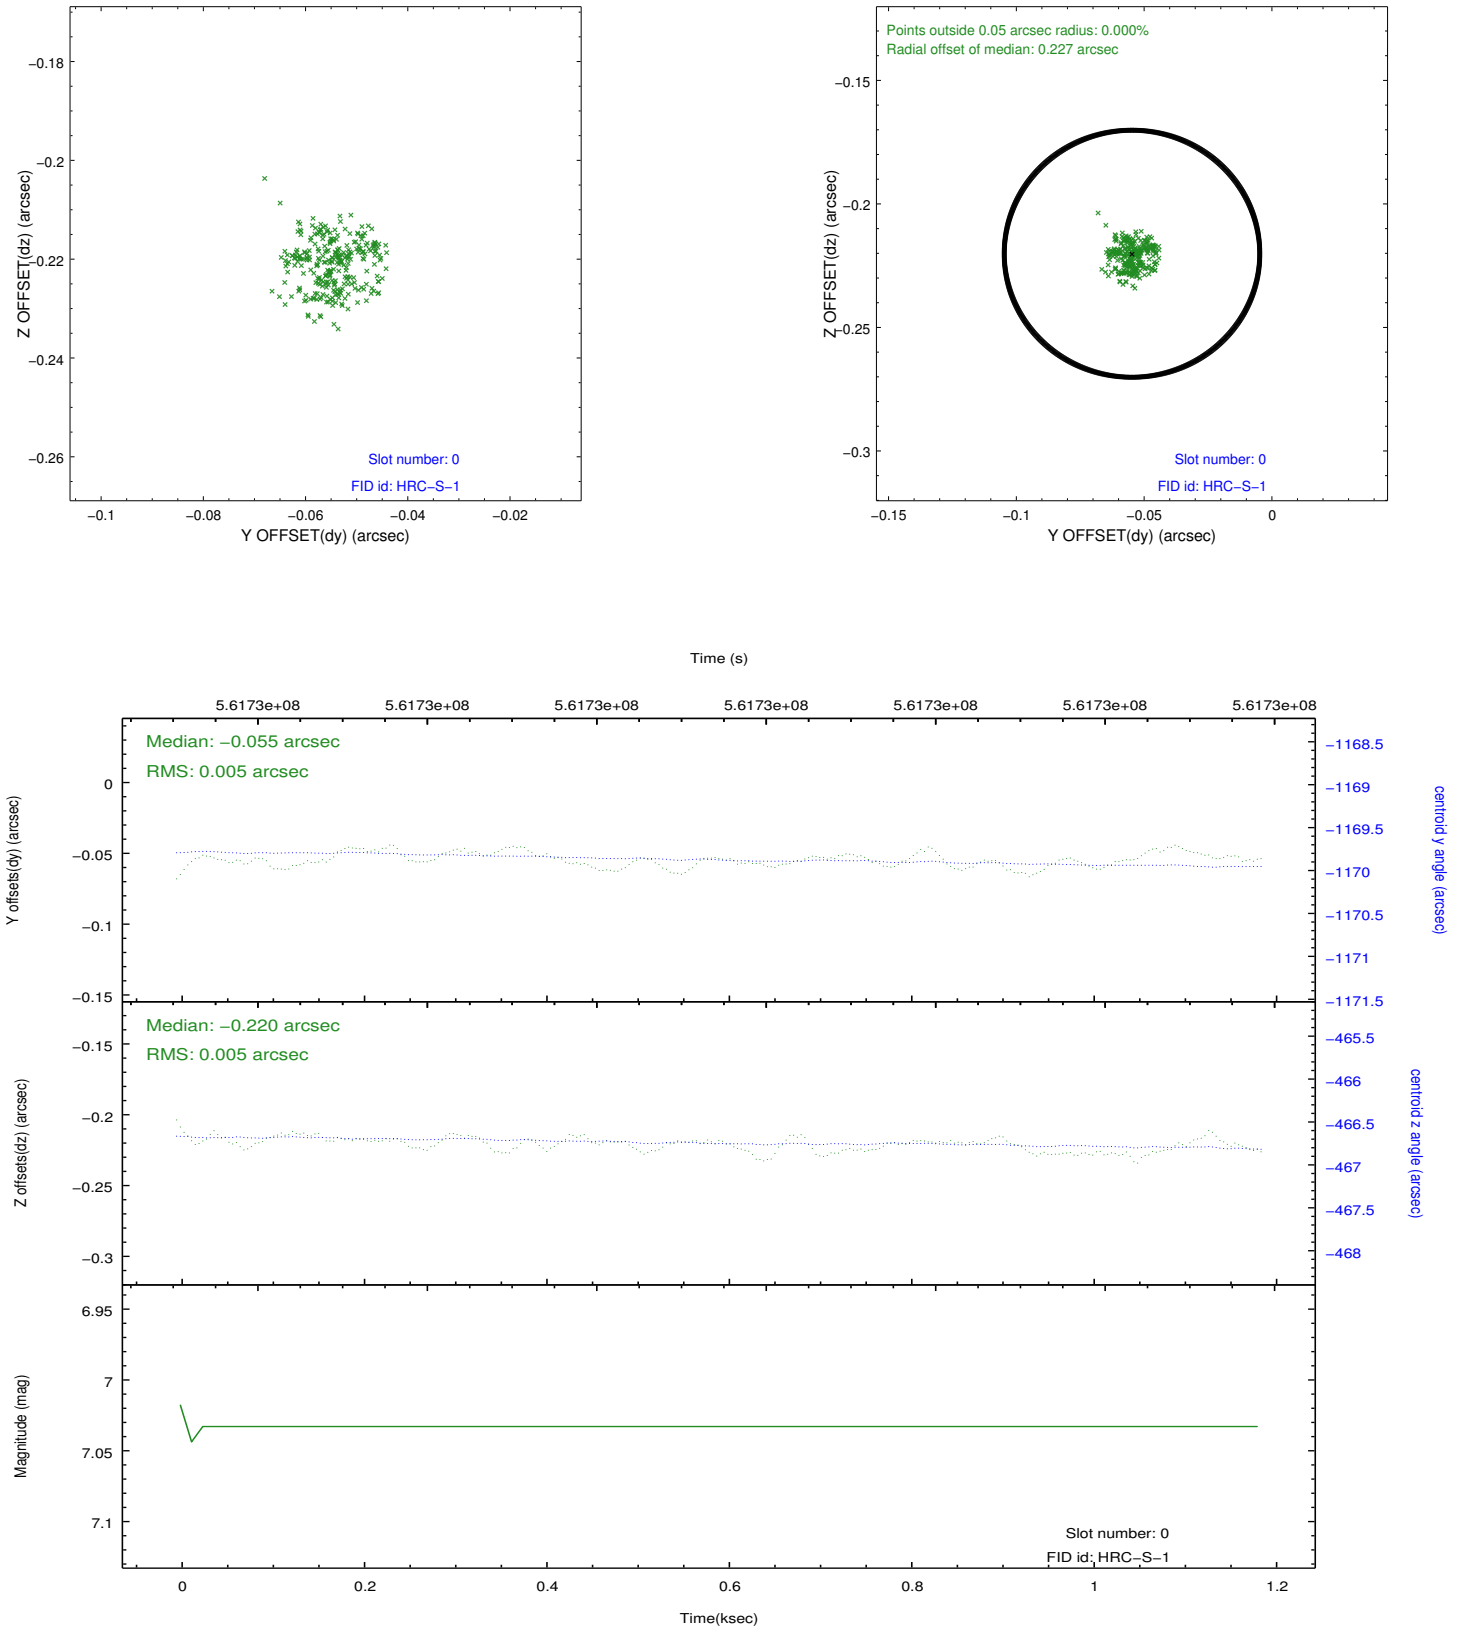 −0.18
−0.2
−0.22
−0.24
−0.26
Z OFFSET(dz) (arcsec)
Slot number: 0
FID id: HRC−S−1
−0.1
−0.08
−0.06
−0.04
−0.02
Y OFFSET(dy) (arcsec)
Points outside 0.05 arcsec radius: 0.000%
Radial offset of median: 0.227 arcsec
−0.15
−0.2
−0.25
−0.3
Z OFFSET(dz) (arcsec)
Slot number: 0
FID id: HRC−S−1
−0.15
−0.1
−0.05
0
Y OFFSET(dy) (arcsec)
Time (s)
5.6173e+08
5.6173e+08
5.6173e+08
5.6173e+08
5.6173e+08
5.6173e+08
5.6173e+08
Median: −0.055 arcsec
RMS: 0.005 arcsec
0
−0.05
−0.1
−0.15
Y offsets(dy) (arcsec)
−1168.5
−1169
−1169.5
−1170
−1170.5
−1171
−1171.5
centroid y angle (arcsec)
Median: −0.220 arcsec
RMS: 0.005 arcsec
−0.15
−0.2
−0.25
−0.3
Z offsets(dz) (arcsec)
−465.5
−466
−466.5
−467
−467.5
−468
centroid z angle (arcsec)
6.95
7
7.05
7.1
Magnitude (mag)
Slot number: 0
FID id: HRC−S−1
0
0.2
0.4
0.6
0.8
1
1.2
Time(ksec)